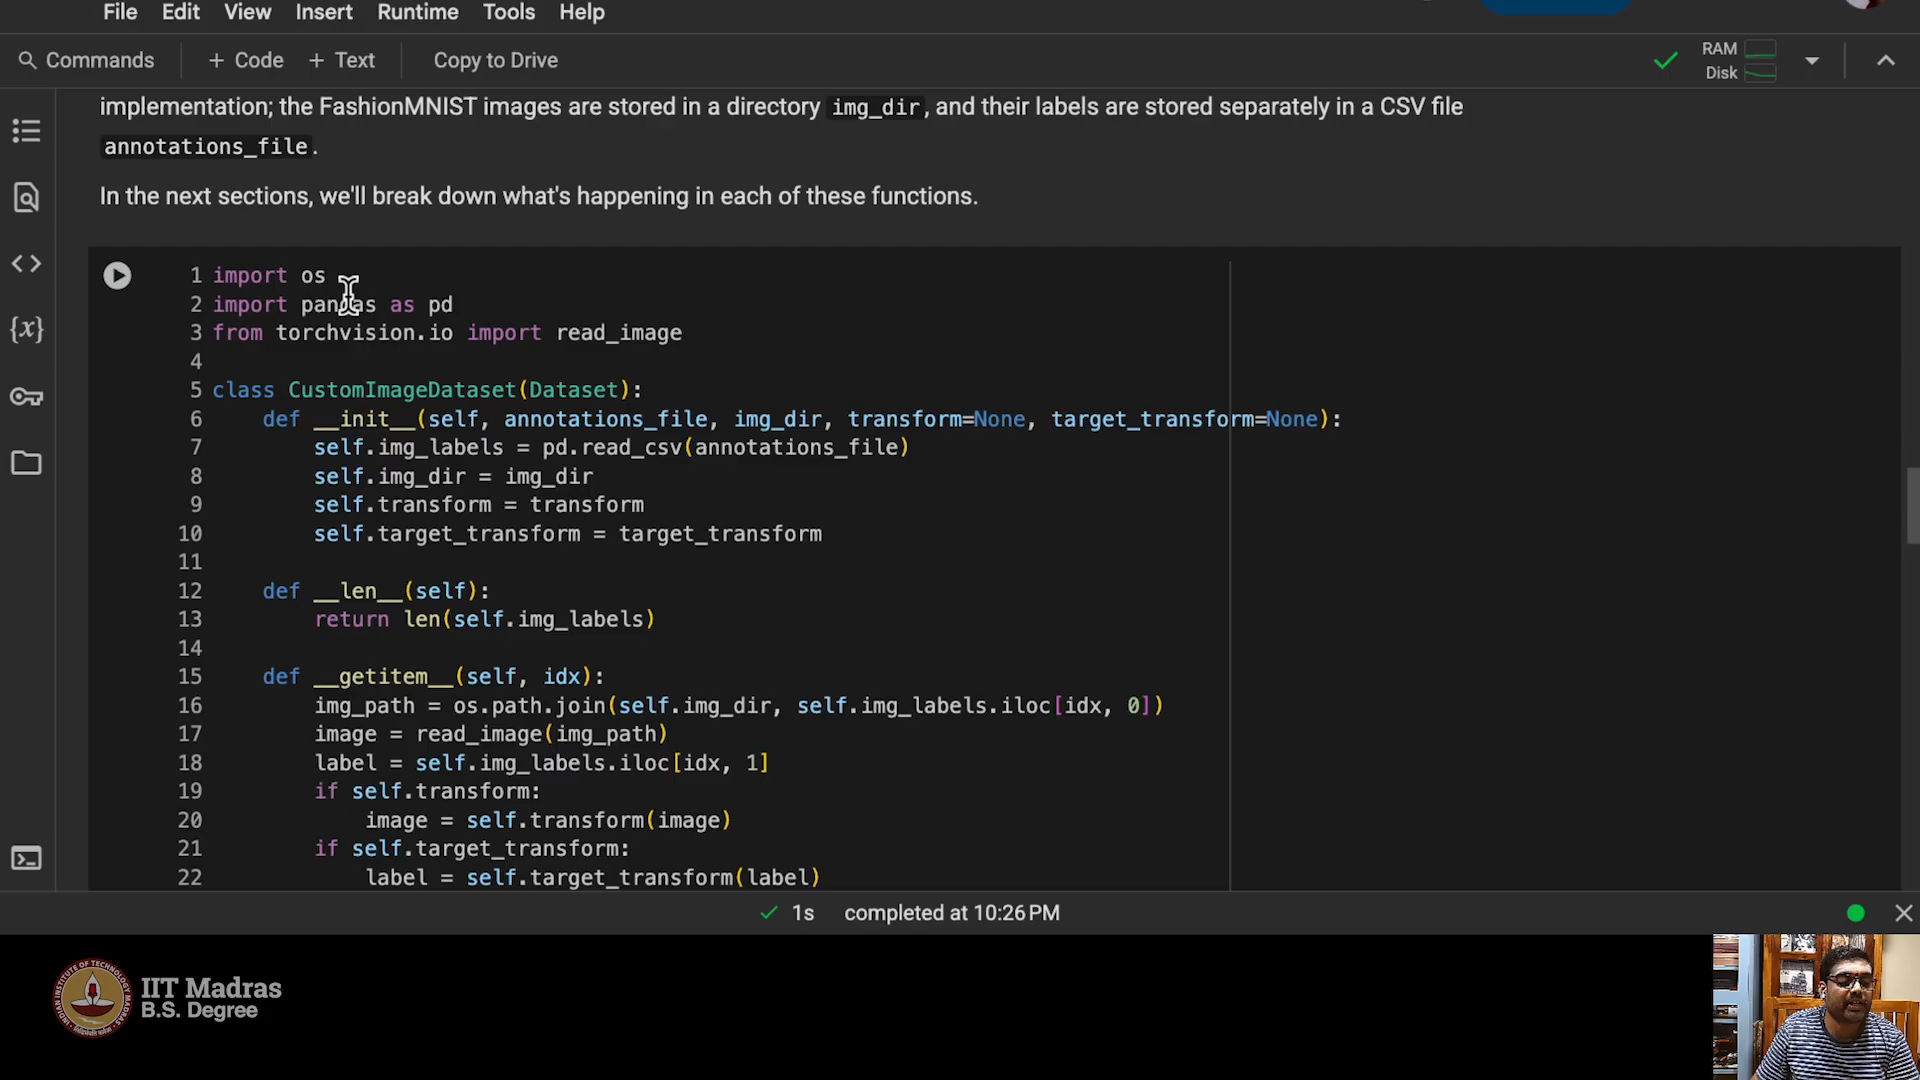 File Edit View Insert Runtime Tools Help
Commands + Code + Text Copy to Drive RAM
Disk
implementation; the FashionMNIST images are stored in a directory img_dir, and their labels are stored separately in a CSV file
annotations_file.
In the next sections, we'll break down what's happening in each of these functions.
1 import os
2 import pandas as pd
3 from torchvision.io import read_image
4
5 class CustomImageDataset(Dataset):
6     def __init__(self, annotations_file, img_dir, transform=None, target_transform=None):
7         self.img_labels = pd.read_csv(annotations_file)
8         self.img_dir = img_dir
9         self.transform = transform
10         self.target_transform = target_transform
11
12     def __len__(self):
13         return len(self.img_labels)
14
15     def __getitem__(self, idx):
16         img_path = os.path.join(self.img_dir, self.img_labels.iloc[idx, 0])
17         image = read_image(img_path)
18         label = self.img_labels.iloc[idx, 1]
19         if self.transform:
20             image = self.transform(image)
21         if self.target_transform:
22             label = self.target_transform(label)
1s completed at 10:26 PM
IIT Madras
B.S. Degree